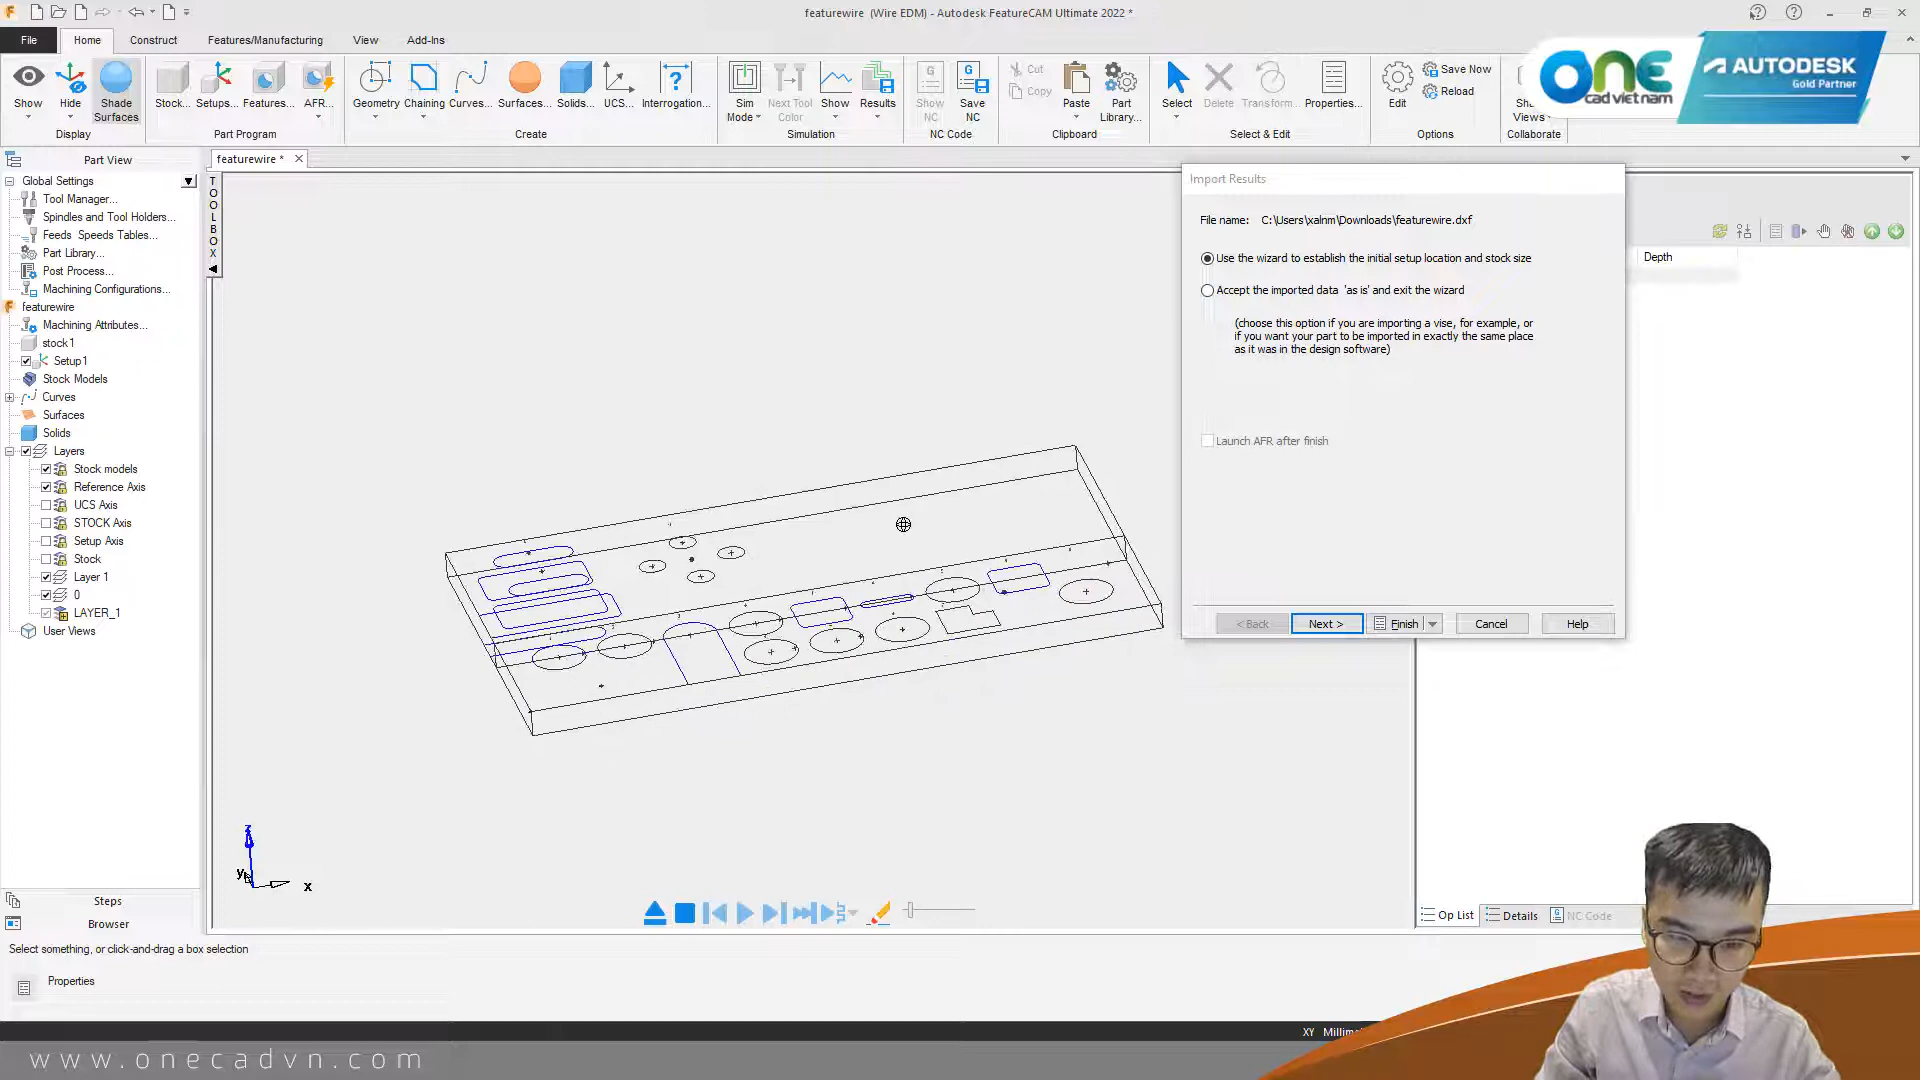 featurewire (Wire EDM) - Autodesk FeatureCAM Ultimate 2022 *
File
Home
Construct
Features/Manufacturing
View
Add-Ins
Show
Hide
Shade
Surfaces
Display
Stock...
Setups...
Features...
AFR...
Part Program
Geometry
Chaining
Curves...
Surfaces...
Solids...
UCS...
Interrogation...
Create
Sim
Mode
Next Tool
Color
Show
Results
Simulation
Show
NC
Save
NC
NC Code
Cut
Copy
Paste
Part
Library...
Clipboard
Select
Delete
Transform...
Properties...
Select & Edit
Edit
Save Now
Reload
Options
Views
Collaborate
ONE
cad viet nam
AUTODESK
Gold Partner
Part View
Global Settings
Tool Manager...
Spindles and Tool Holders...
Feeds Speeds Tables...
Part Library...
Post Process...
Machining Configurations...
featurewire
Machining Attributes...
stock1
Setup1
Stock Models
Curves
Surfaces
Solids
Layers
Stock models
Reference Axis
UCS Axis
STOCK Axis
Setup Axis
Stock
Layer 1
0
LAYER_1
User Views
Steps
Browser
featurewire *
TOOLBOX
Z
Y
X
Import Results
File name: C:\Users\xalnm\Downloads\featurewire.dxf
Use the wizard to establish the initial setup location and stock size
Accept the imported data 'as is' and exit the wizard
(choose this option if you are importing a vise, for example, or
if you want your part to be imported in exactly the same place
as it was in the design software)
Launch AFR after finish
< Back
Next >
Finish
Cancel
Help
Depth
Op List
Details
NC Code
Select something, or click-and-drag a box selection
Properties
XY
www.onecadvn.com